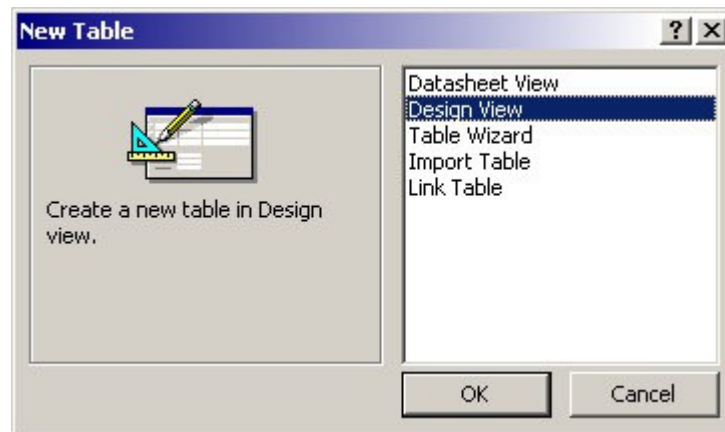 New Table
Create a new table in Design
view.
Datasheet View
Design View
Table Wizard
Import Table
Link Table
OK
Cancel